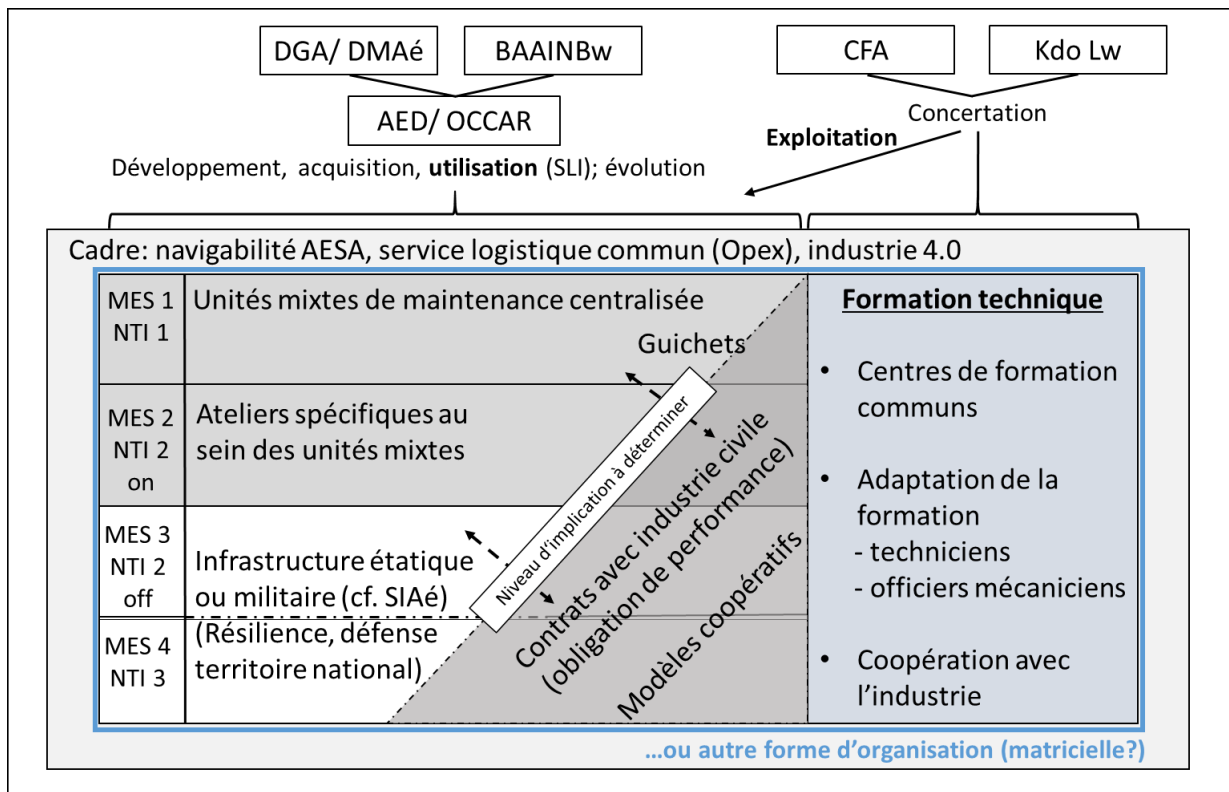 DGA/ DMAé
BAAINBw
CFA
Kdo Lw
AED/ OCCAR
Concertation
Exploitation
Développement, acquisition, utilisation (SLI); évolution
Cadre: navigabilité AESA, service logistique commun (Opex), industrie 4.0
MES 1
NTI 1
Unités mixtes de maintenance centralisée
Guichets
MES 2
NTI 2
on
Ateliers spécifiques au
sein des unités mixtes
MES 3
NTI 2
off
Infrastructure étatique
ou militaire (cf. SIAé)
MES 4
NTI 3
(Résilience, défense
territoire national)
Niveau d'implication à déterminer
Contrats avec industrie civile
(obligation de performance)
Modèles coopératifs
Formation technique
• Centres de formation
communs
• Adaptation de la
formation
- techniciens
- officiers mécaniciens
• Coopération avec
l'industrie
...ou autre forme d'organisation (matricielle?)